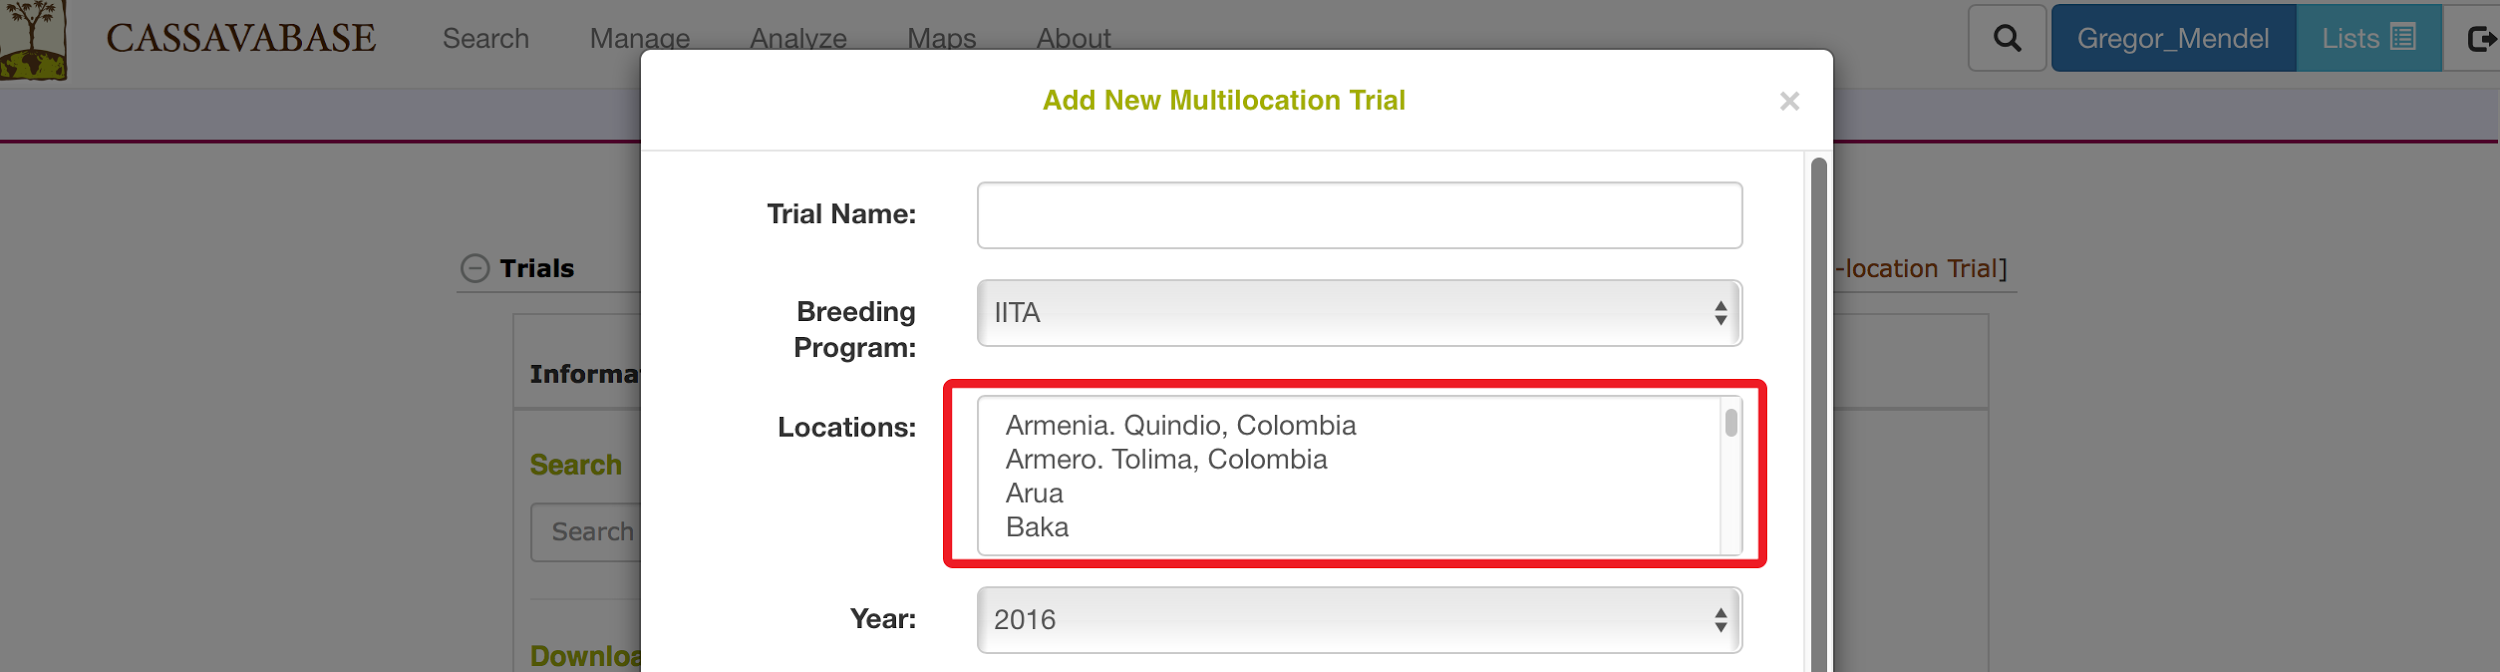 CASSAVABASE Search Manage Analyze Maps About Gregor_Mendel Lists
Add New Multilocation Trial ×
Trial Name:
Trials
-location Trial]
Breeding Program: IITA
Informa
Locations:
Armenia. Quindio, Colombia
Armero. Tolima, Colombia
Arua
Baka
Search
Search
Year: 2016
Downloa